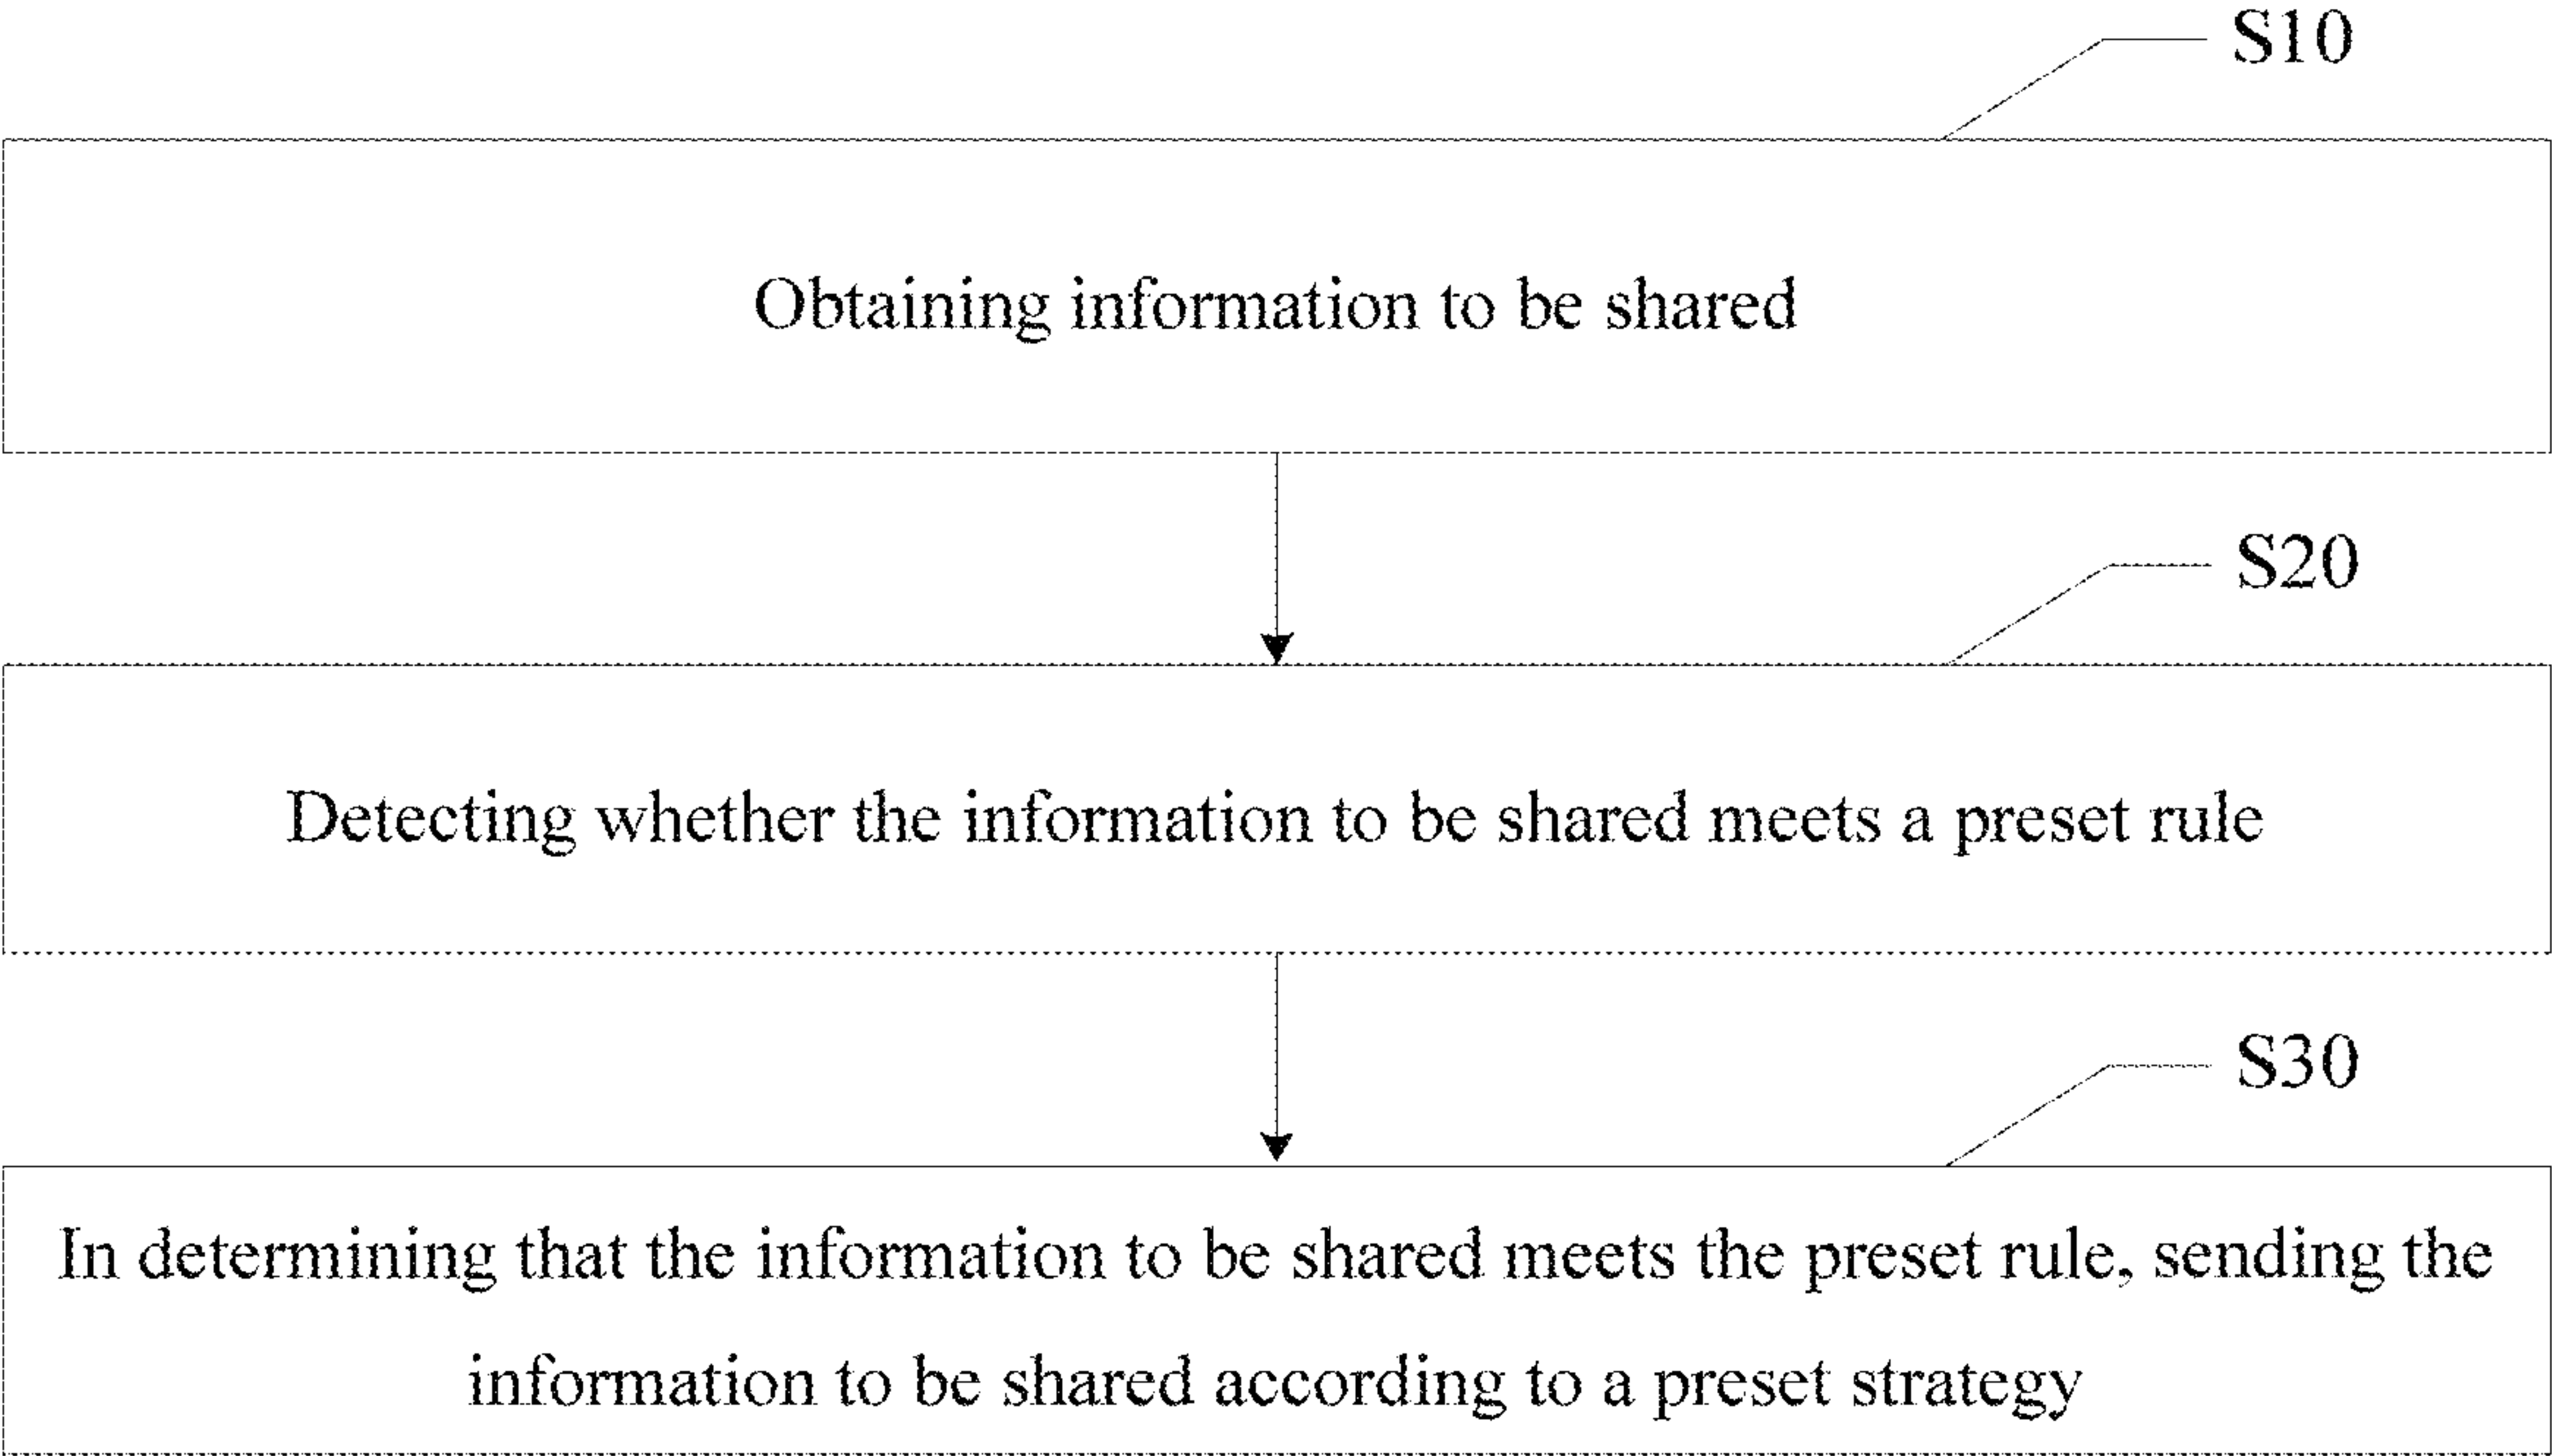 S10
Obtaining information to be shared
S20
Detecting whether the information to be shared meets a preset rule
S30
In determining that the information to be shared meets the preset rule, sending the
information to be shared according to a preset strategy